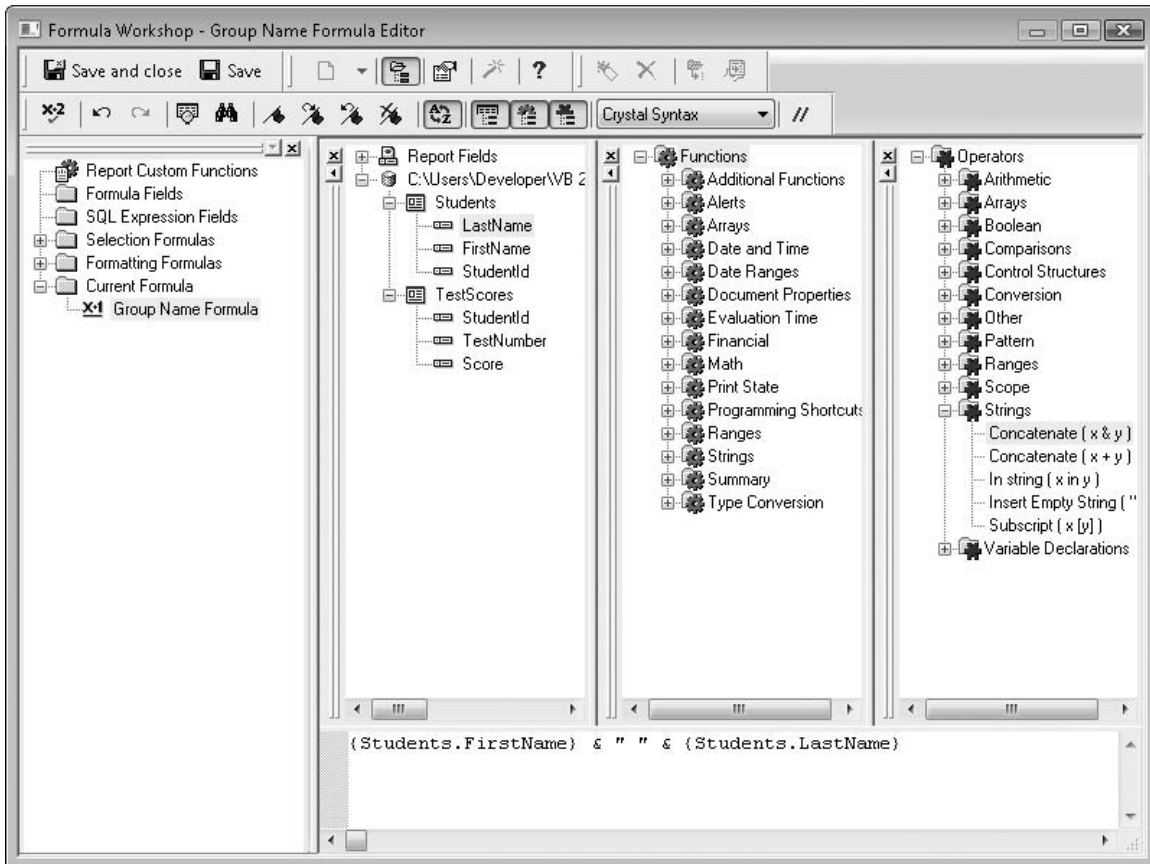 Formula Workshop - Group Name Formula Editor
Save and close Save ?
x+2 A Z Crystal Syntax //
Report Custom Functions
Formula Fields
SQL Expression Fields
Selection Formulas
Formatting Formulas
Current Formula
X+1 Group Name Formula
Report Fields
C:\Users\Developer\VB 2
Students
LastName
FirstName
StudentId
TestScores
StudentId
TestNumber
Score
Functions
Additional Functions
Alerts
Arrays
Date and Time
Date Ranges
Document Properties
Evaluation Time
Financial
Math
Print State
Programming Shortcuts
Ranges
Strings
Summary
Type Conversion
Operators
Arithmetic
Arrays
Boolean
Comparisons
Control Structures
Conversion
Other
Pattern
Ranges
Scope
Strings
Concatenate ( x & y )
Concatenate ( x + y )
In string ( x in y )
Insert Empty String ( "
Subscript ( x [y] )
Variable Declarations
{Students.FirstName} & " " & {Students.LastName}